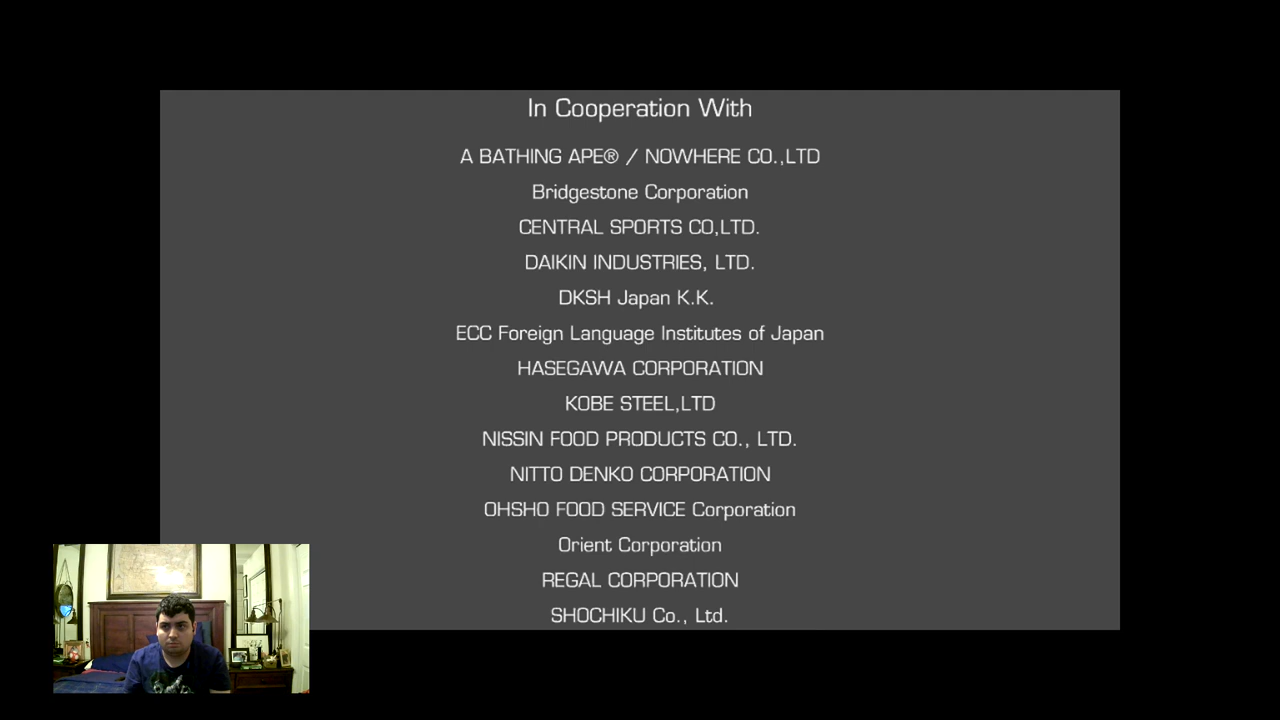 In Cooperation With
A BATHING APE® / NOWHERE CO.,LTD
Bridgestone Corporation
CENTRAL SPORTS CO,LTD.
DAIKIN INDUSTRIES, LTD.
DKSH Japan K.K.
ECC Foreign Language Institutes of Japan
HASEGAWA CORPORATION
KOBE STEEL,LTD
NISSIN FOOD PRODUCTS CO., LTD.
NITTO DENKO CORPORATION
OHSHO FOOD SERVICE Corporation
Orient Corporation
REGAL CORPORATION
SHOCHIKU Co., Ltd.